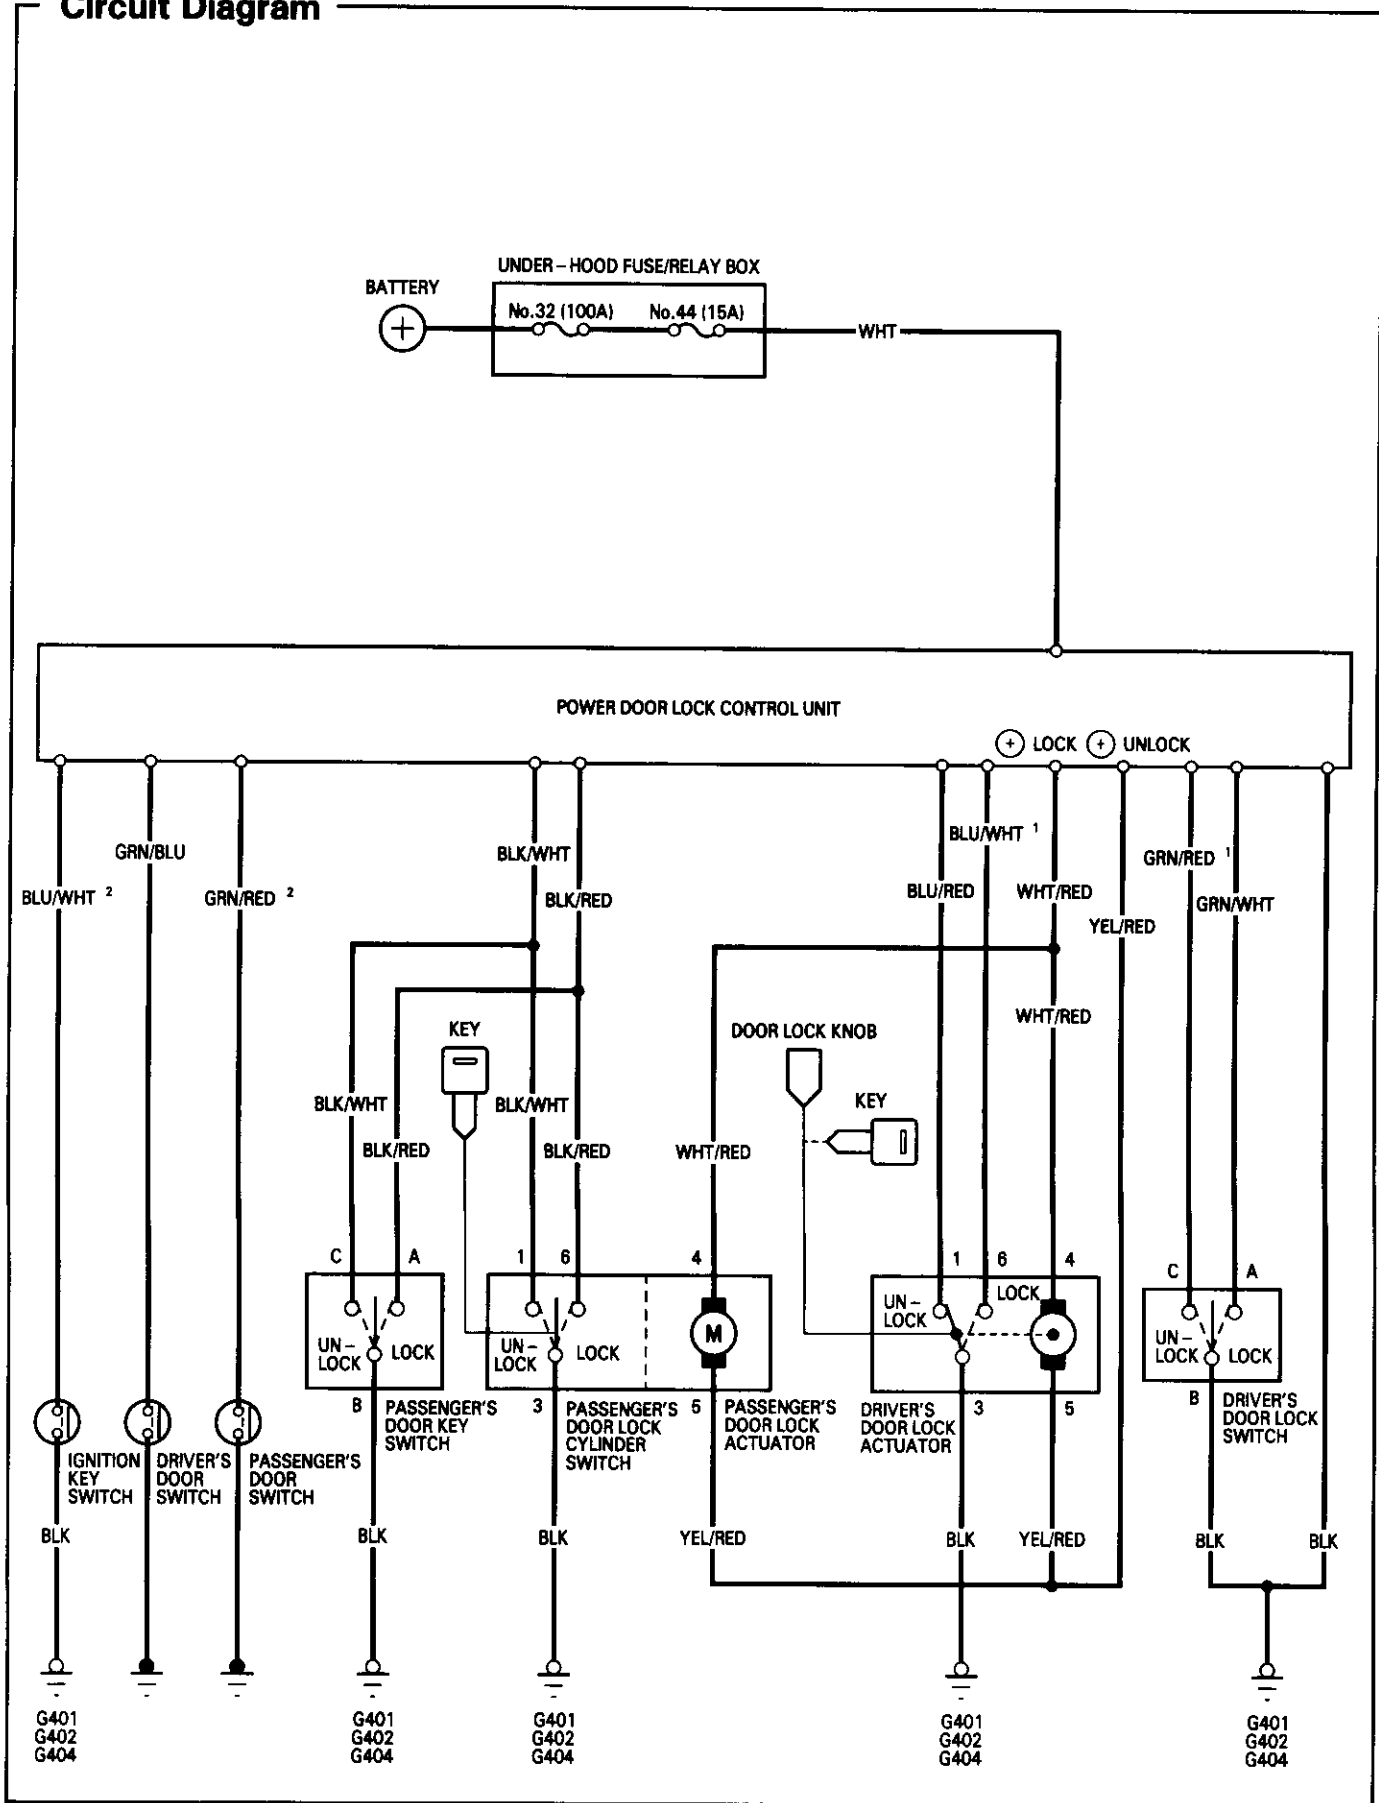 Circuit Diagram
UNDER-HOOD FUSE/RELAY BOX
BATTERY
No.32 (100A)
No.44 (15A)
+
WHT
POWER DOOR LOCK CONTROL UNIT
+ LOCK + UNLOCK
BLU/WHT 1
GRN/BLU
BLK/WHT
GRN/RED 1
BLU/WHT 2
GRN/RED 2
BLK/RED
BLU/RED
WHT/RED
GRN/WHT
YEL/RED
WHT/RED
KEY
DOOR LOCK KNOB
KEY
BLK/WHT
BLK/WHT
BLK/RED
BLK/RED
WHT/RED
C
A
1
6
4
1
6
4
C
A
UN-
LOCK
LOCK
UN-
LOCK
LOCK
M
UN-
LOCK
LOCK
UN-
LOCK
LOCK
B
PASSENGER'S
DOOR KEY
SWITCH
3
PASSENGER'S
DOOR LOCK
CYLINDER
SWITCH
5
PASSENGER'S
DOOR LOCK
ACTUATOR
DRIVER'S
DOOR LOCK
ACTUATOR
3
5
B
DRIVER'S
DOOR LOCK
SWITCH
IGNITION
KEY
SWITCH
DRIVER'S
DOOR
SWITCH
PASSENGER'S
DOOR
SWITCH
BLK
BLK
BLK
YEL/RED
BLK
YEL/RED
BLK
BLK
G401
G402
G404
G401
G402
G404
G401
G402
G404
G401
G402
G404
G401
G402
G404